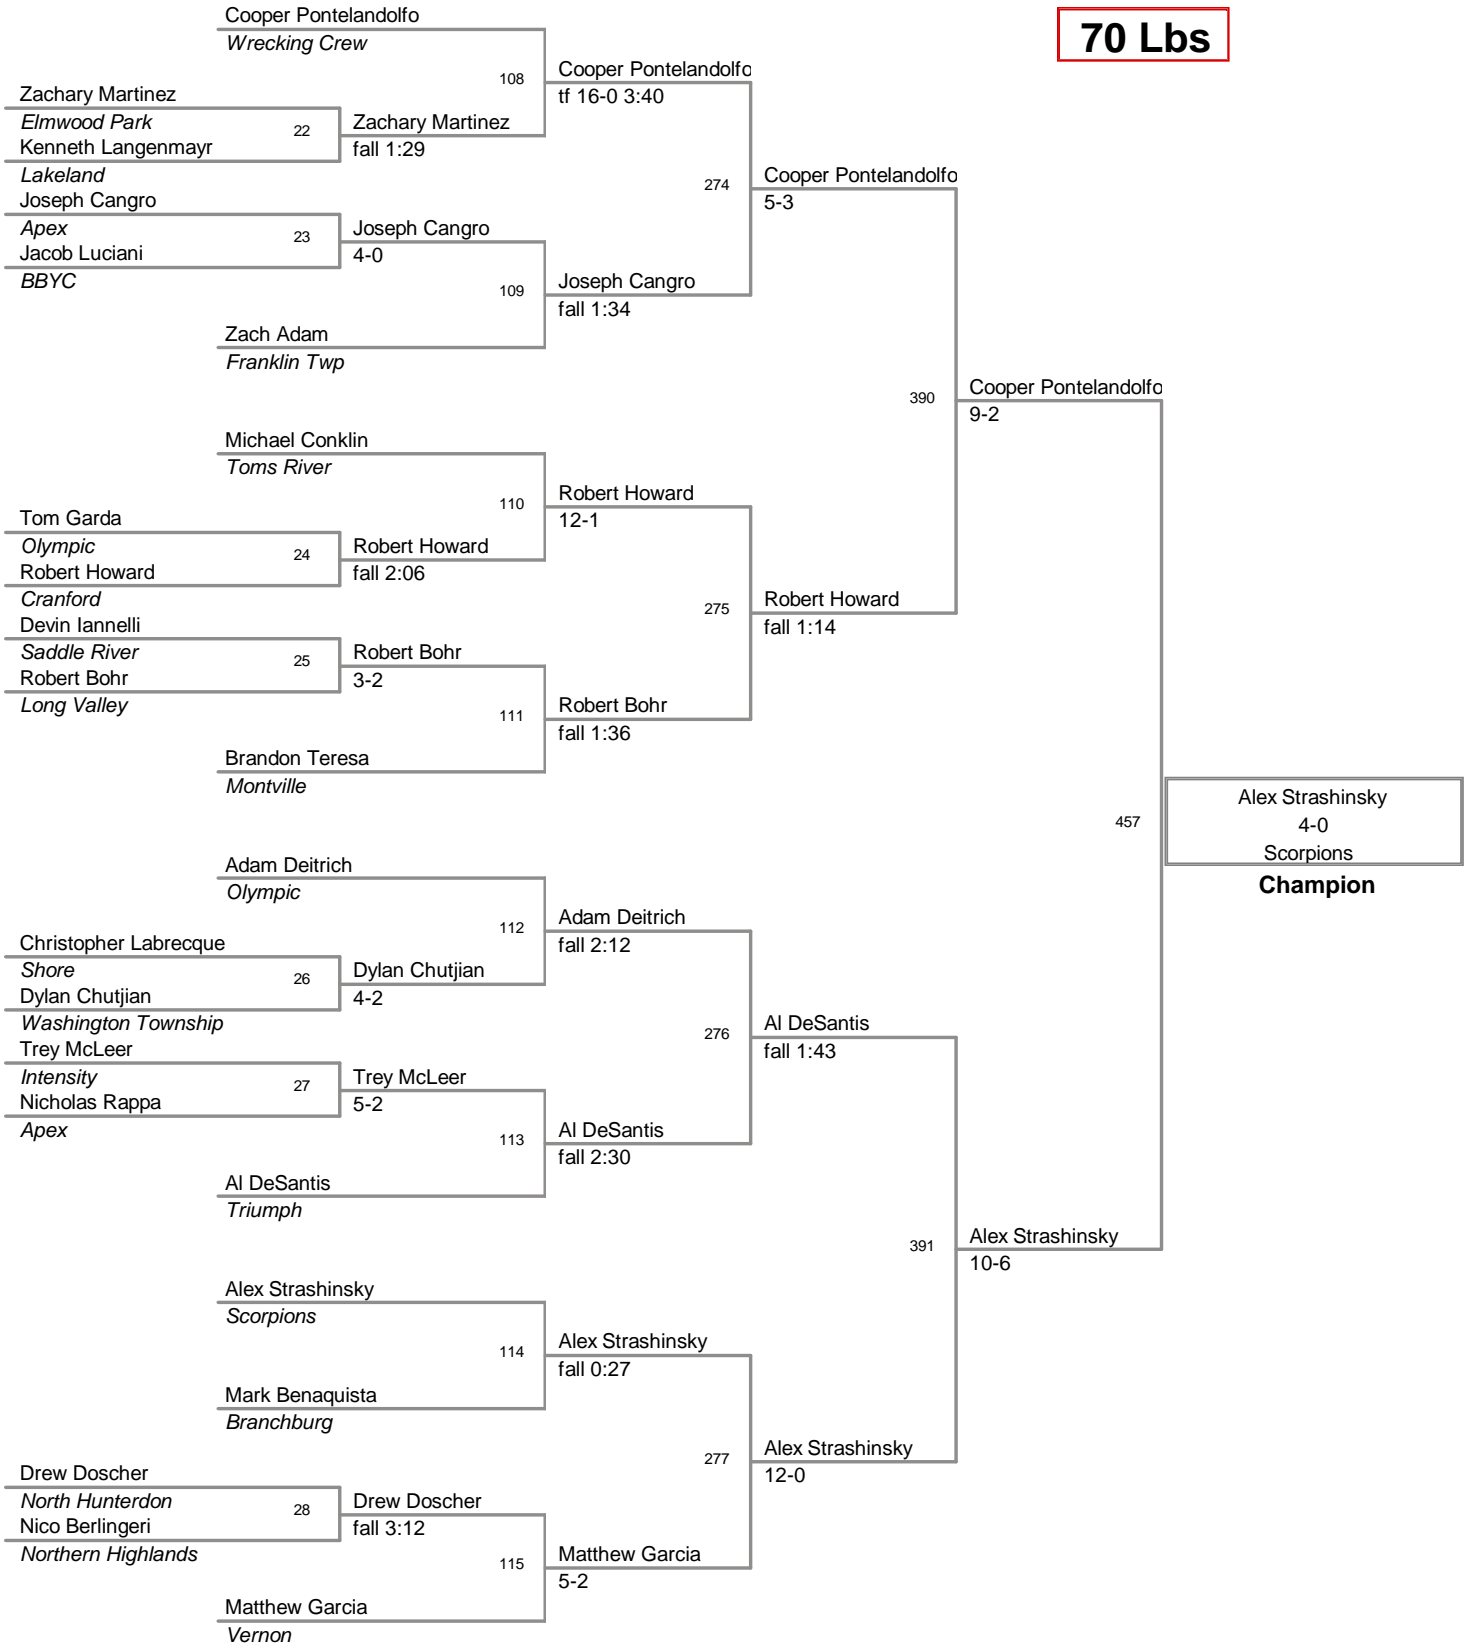 Cooper Pontelandolfo
Wrecking Crew
70 Lbs
108
Cooper Pontelandolfo
tf 16-0 3:40
Zachary Martinez
Elmwood Park
22
Zachary Martinez
Kenneth Langenmayr
fall 1:29
Lakeland
274
Cooper Pontelandolfo
5-3
Joseph Cangro
Apex
23
Joseph Cangro
Jacob Luciani
4-0
BBYC
109
Joseph Cangro
fall 1:34
Zach Adam
Franklin Twp
390
Cooper Pontelandolfo
9-2
Michael Conklin
Toms River
110
Robert Howard
12-1
Tom Garda
Olympic
24
Robert Howard
Robert Howard
fall 2:06
Cranford
275
Robert Howard
fall 1:14
Devin Iannelli
Saddle River
25
Robert Bohr
Robert Bohr
3-2
Long Valley
111
Robert Bohr
fall 1:36
Brandon Teresa
Montville
457
Alex Strashinsky
4-0
Scorpions
Champion
Adam Deitrich
Olympic
112
Adam Deitrich
fall 2:12
Christopher Labrecque
Shore
26
Dylan Chutjian
Dylan Chutjian
4-2
Washington Township
276
Al DeSantis
fall 1:43
Trey McLeer
Intensity
27
Trey McLeer
Nicholas Rappa
5-2
Apex
113
Al DeSantis
fall 2:30
Al DeSantis
Triumph
391
Alex Strashinsky
10-6
Alex Strashinsky
Scorpions
114
Alex Strashinsky
fall 0:27
Mark Benaquista
Branchburg
277
Alex Strashinsky
12-0
Drew Doscher
North Hunterdon
28
Drew Doscher
Nico Berlingeri
fall 3:12
Northern Highlands
115
Matthew Garcia
5-2
Matthew Garcia
Vernon